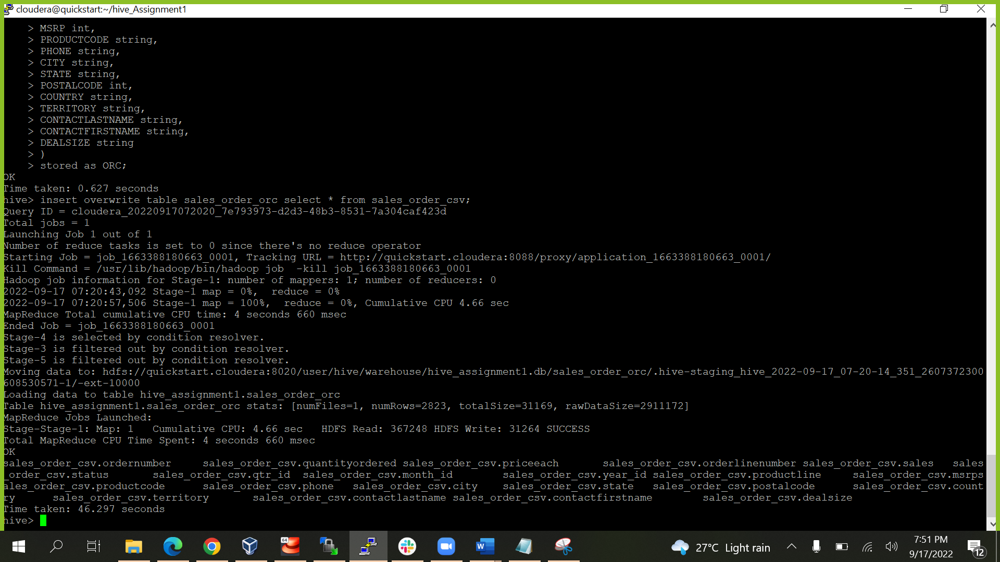 cloudera@quickstart:~/hive_Assignment1
> MSRP int,
> PRODUCTCODE string,
> PHONE string,
> CITY string,
> STATE string,
> POSTALCODE int,
> COUNTRY string,
> TERRITORY string,
> CONTACTLASTNAME string,
> CONTACTFIRSTNAME string,
> DEALSIZE string
> )
> stored as ORC;
OK
Time taken: 0.627 seconds
hive> insert overwrite table sales_order_orc select * from sales_order_csv;
Query ID = cloudera_20220917072020_7e793973-d2d3-48b3-8531-7a304caf423d
Total jobs = 1
Launching Job 1 out of 1
Number of reduce tasks is set to 0 since there's no reduce operator
Starting Job = job_1663388180663_0001, Tracking URL = http://quickstart.cloudera:8088/proxy/application_1663388180663_0001/
Kill Command = /usr/lib/hadoop/bin/hadoop job  -kill job_1663388180663_0001
Hadoop job information for Stage-1: number of mappers: 1; number of reducers: 0
2022-09-17 07:20:43,092 Stage-1 map = 0%,  reduce = 0%
2022-09-17 07:20:57,506 Stage-1 map = 100%,  reduce = 0%, Cumulative CPU 4.66 sec
MapReduce Total cumulative CPU time: 4 seconds 660 msec
Ended Job = job_1663388180663_0001
Stage-4 is selected by condition resolver.
Stage-3 is filtered out by condition resolver.
Stage-5 is filtered out by condition resolver.
Moving data to: hdfs://quickstart.cloudera:8020/user/hive/warehouse/hive_assignment1.db/sales_order_orc/.hive-staging_hive_2022-09-17_07-20-14_351_2607372300
608530571-1/-ext-10000
Loading data to table hive_assignment1.sales_order_orc
Table hive_assignment1.sales_order_orc stats: [numFiles=1, numRows=2823, totalSize=31169, rawDataSize=2911172]
MapReduce Jobs Launched:
Stage-Stage-1: Map: 1   Cumulative CPU: 4.66 sec   HDFS Read: 367248 HDFS Write: 31264 SUCCESS
Total MapReduce CPU Time Spent: 4 seconds 660 msec
OK
sales_order_csv.ordernumber     sales_order_csv.quantityordered sales_order_csv.priceeach       sales_order_csv.orderlinenumber sales_order_csv.sales   sales
_order_csv.status       sales_order_csv.qtr_id  sales_order_csv.month_id        sales_order_csv.year_id sales_order_csv.productline     sales_order_csv.msrps
ales_order_csv.productcode      sales_order_csv.phone   sales_order_csv.city    sales_order_csv.state   sales_order_csv.postalcode      sales_order_csv.count
ry      sales_order_csv.territory       sales_order_csv.contactlastname sales_order_csv.contactfirstname        sales_order_csv.dealsize
Time taken: 46.297 seconds
hive>
64
W
27°C Light rain
7:51 PM
9/17/2022
12